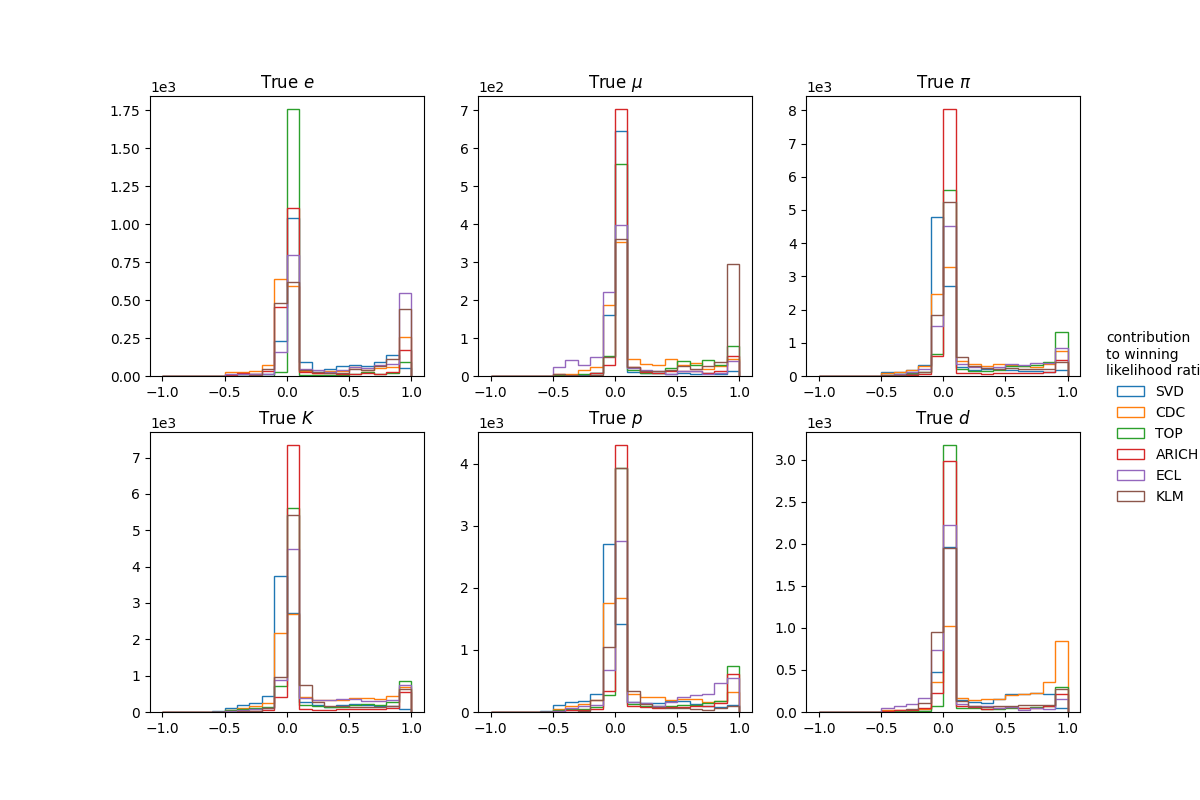 1e3 True e
1.75
1.50
1.25
1.00
0.75
0.50
0.25
0.00
−1.0 −0.5 0.0 0.5 1.0
1e2 True μ
7
6
5
4
3
2
1
0
−1.0 −0.5 0.0 0.5 1.0
1e3 True π
8
7
6
5
4
3
2
1
0
−1.0 −0.5 0.0 0.5 1.0
1e3 True K
7
6
5
4
3
2
1
0
−1.0 −0.5 0.0 0.5 1.0
1e3 True p
4
3
2
1
0
−1.0 −0.5 0.0 0.5 1.0
1e3 True d
3.0
2.5
2.0
1.5
1.0
0.5
0.0
−1.0 −0.5 0.0 0.5 1.0
contribution
to winning
likelihood rati
SVD
CDC
TOP
ARICH
ECL
KLM